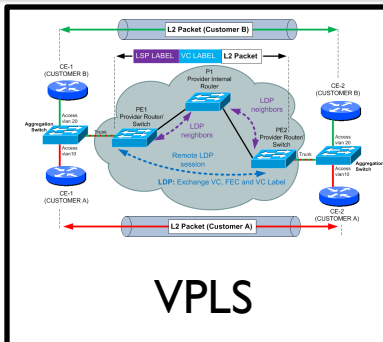 L2 Packet (Customer B)
CE-1
(CUSTOMER B)
LSP LABEL VC LABEL L2 Packet
P1
Provider Internal
Router
CE-2
(CUSTOMER B)
PE1
Provider Router/
Switch
LDP
neighbors
LDP
neighbors
PE2
Provider Router/
Switch
Aggregation
Switch
Access
vlan 20
Trunk
Access
vlan10
Trunk
Access
vlan 20
Aggregation
Switch
Access
vlan10
Remote LDP
session
LDP: Exchange VC, FEC and VC Label
CE-1
(CUSTOMER A)
CE-2
(CUSTOMER A)
L2 Packet (Customer A)
VPLS